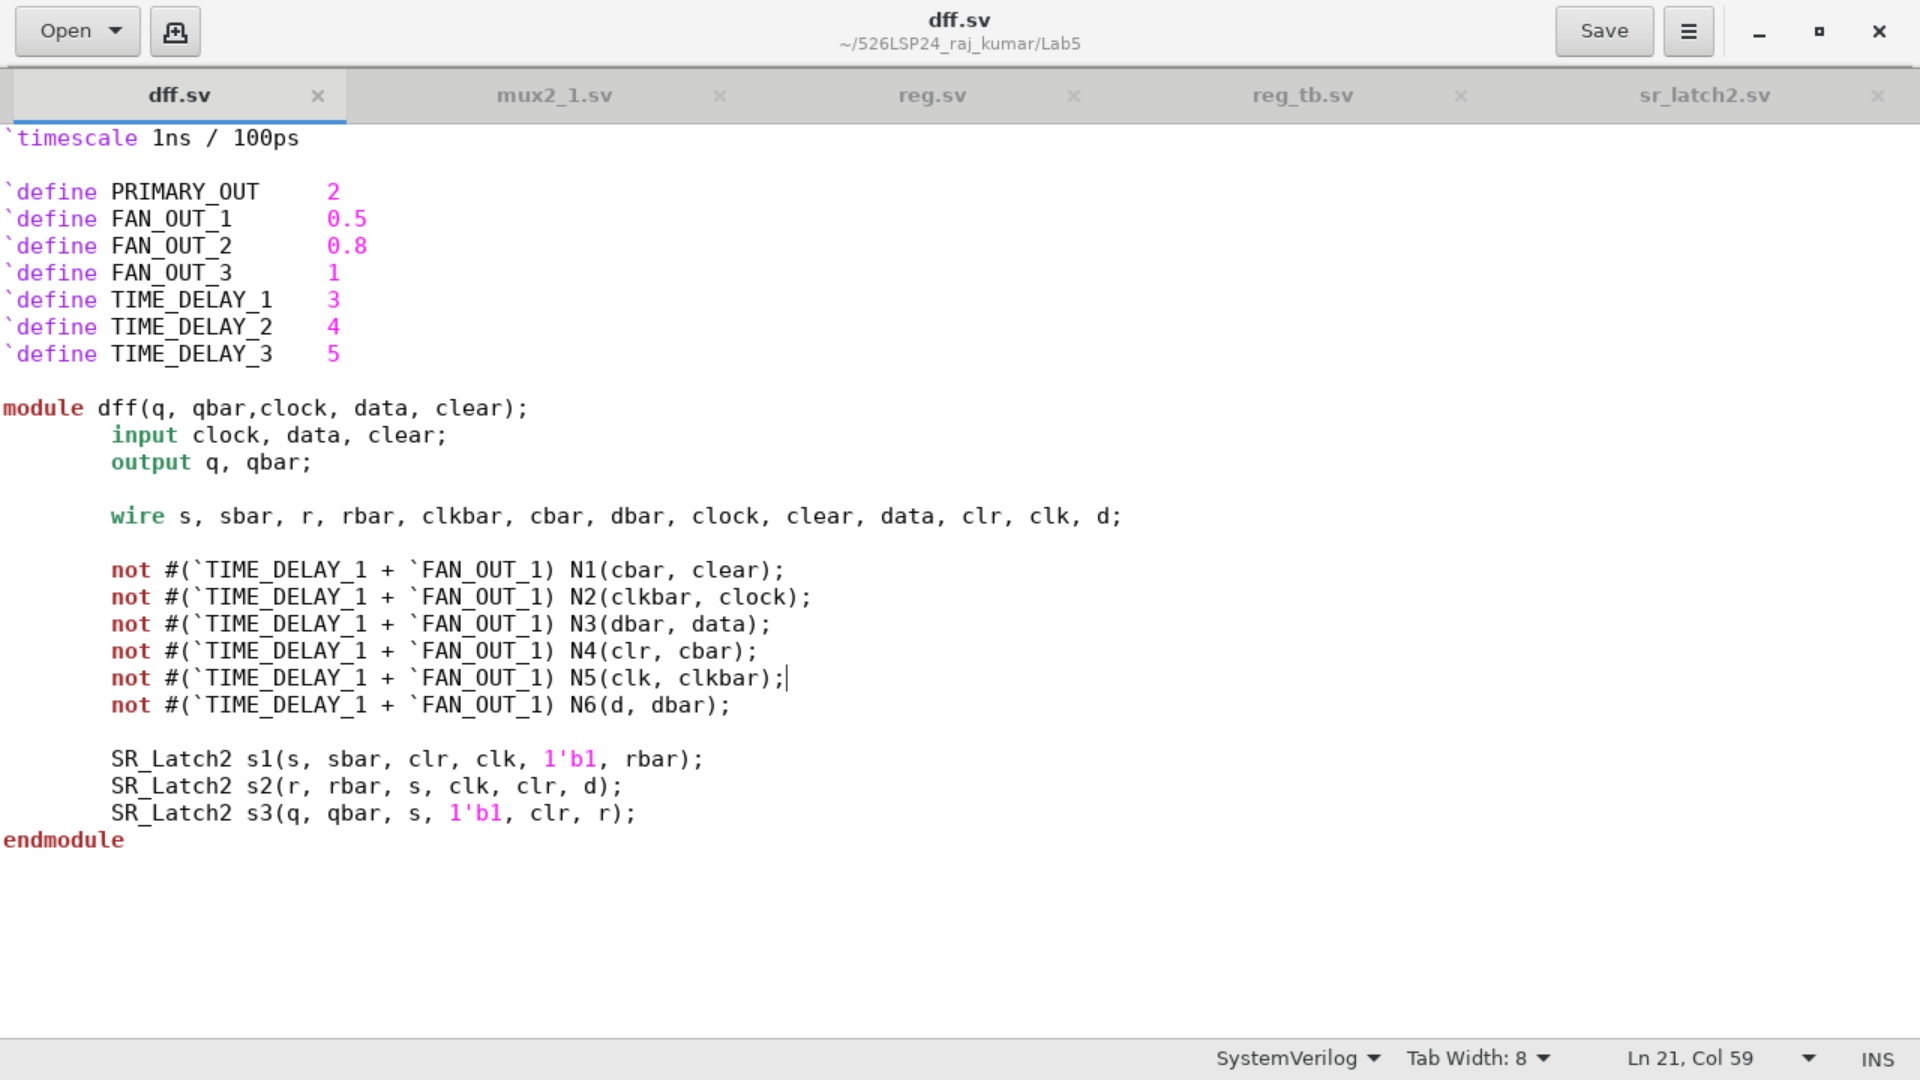 Open
dff.sv
~/526LSP24_raj_kumar/Lab5
Save
dff.sv
mux2_1.sv
reg.sv
reg_tb.sv
sr_latch2.sv
`timescale 1ns / 100ps
`define PRIMARY_OUT 2
`define FAN_OUT_1 0.5
`define FAN_OUT_2 0.8
`define FAN_OUT_3 1
`define TIME_DELAY_1 3
`define TIME_DELAY_2 4
`define TIME_DELAY_3 5
module dff(q, qbar,clock, data, clear);
input clock, data, clear;
output q, qbar;
wire s, sbar, r, rbar, clkbar, cbar, dbar, clock, clear, data, clr, clk, d;
not #(`TIME_DELAY_1 + `FAN_OUT_1) N1(cbar, clear);
not #(`TIME_DELAY_1 + `FAN_OUT_1) N2(clkbar, clock);
not #(`TIME_DELAY_1 + `FAN_OUT_1) N3(dbar, data);
not #(`TIME_DELAY_1 + `FAN_OUT_1) N4(clr, cbar);
not #(`TIME_DELAY_1 + `FAN_OUT_1) N5(clk, clkbar);
not #(`TIME_DELAY_1 + `FAN_OUT_1) N6(d, dbar);
SR_Latch2 s1(s, sbar, clr, clk, 1'b1, rbar);
SR_Latch2 s2(r, rbar, s, clk, clr, d);
SR_Latch2 s3(q, qbar, s, 1'b1, clr, r);
endmodule
SystemVerilog
Tab Width: 8
Ln 21, Col 59
INS